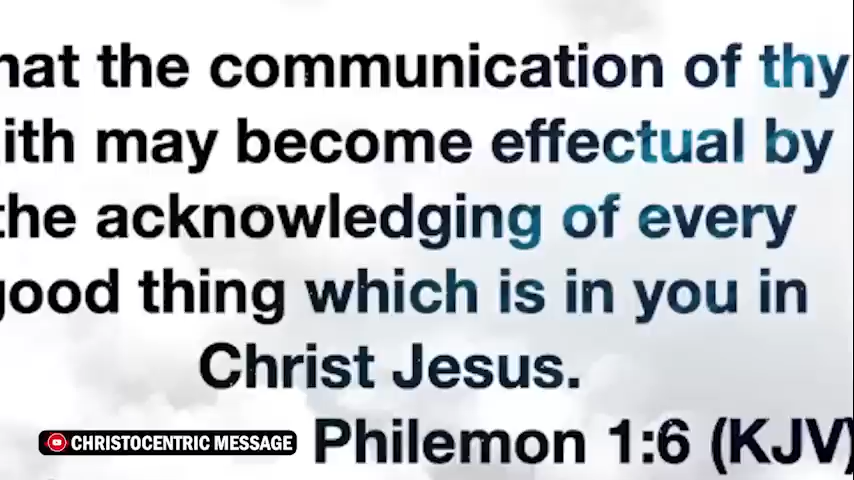 hat the communication of thy
ith may become effectual by
the acknowledging of every
good thing which is in you in
Christ Jesus.
Philemon 1:6 (KJV)
CHRISTOCENTRIC MESSAGE